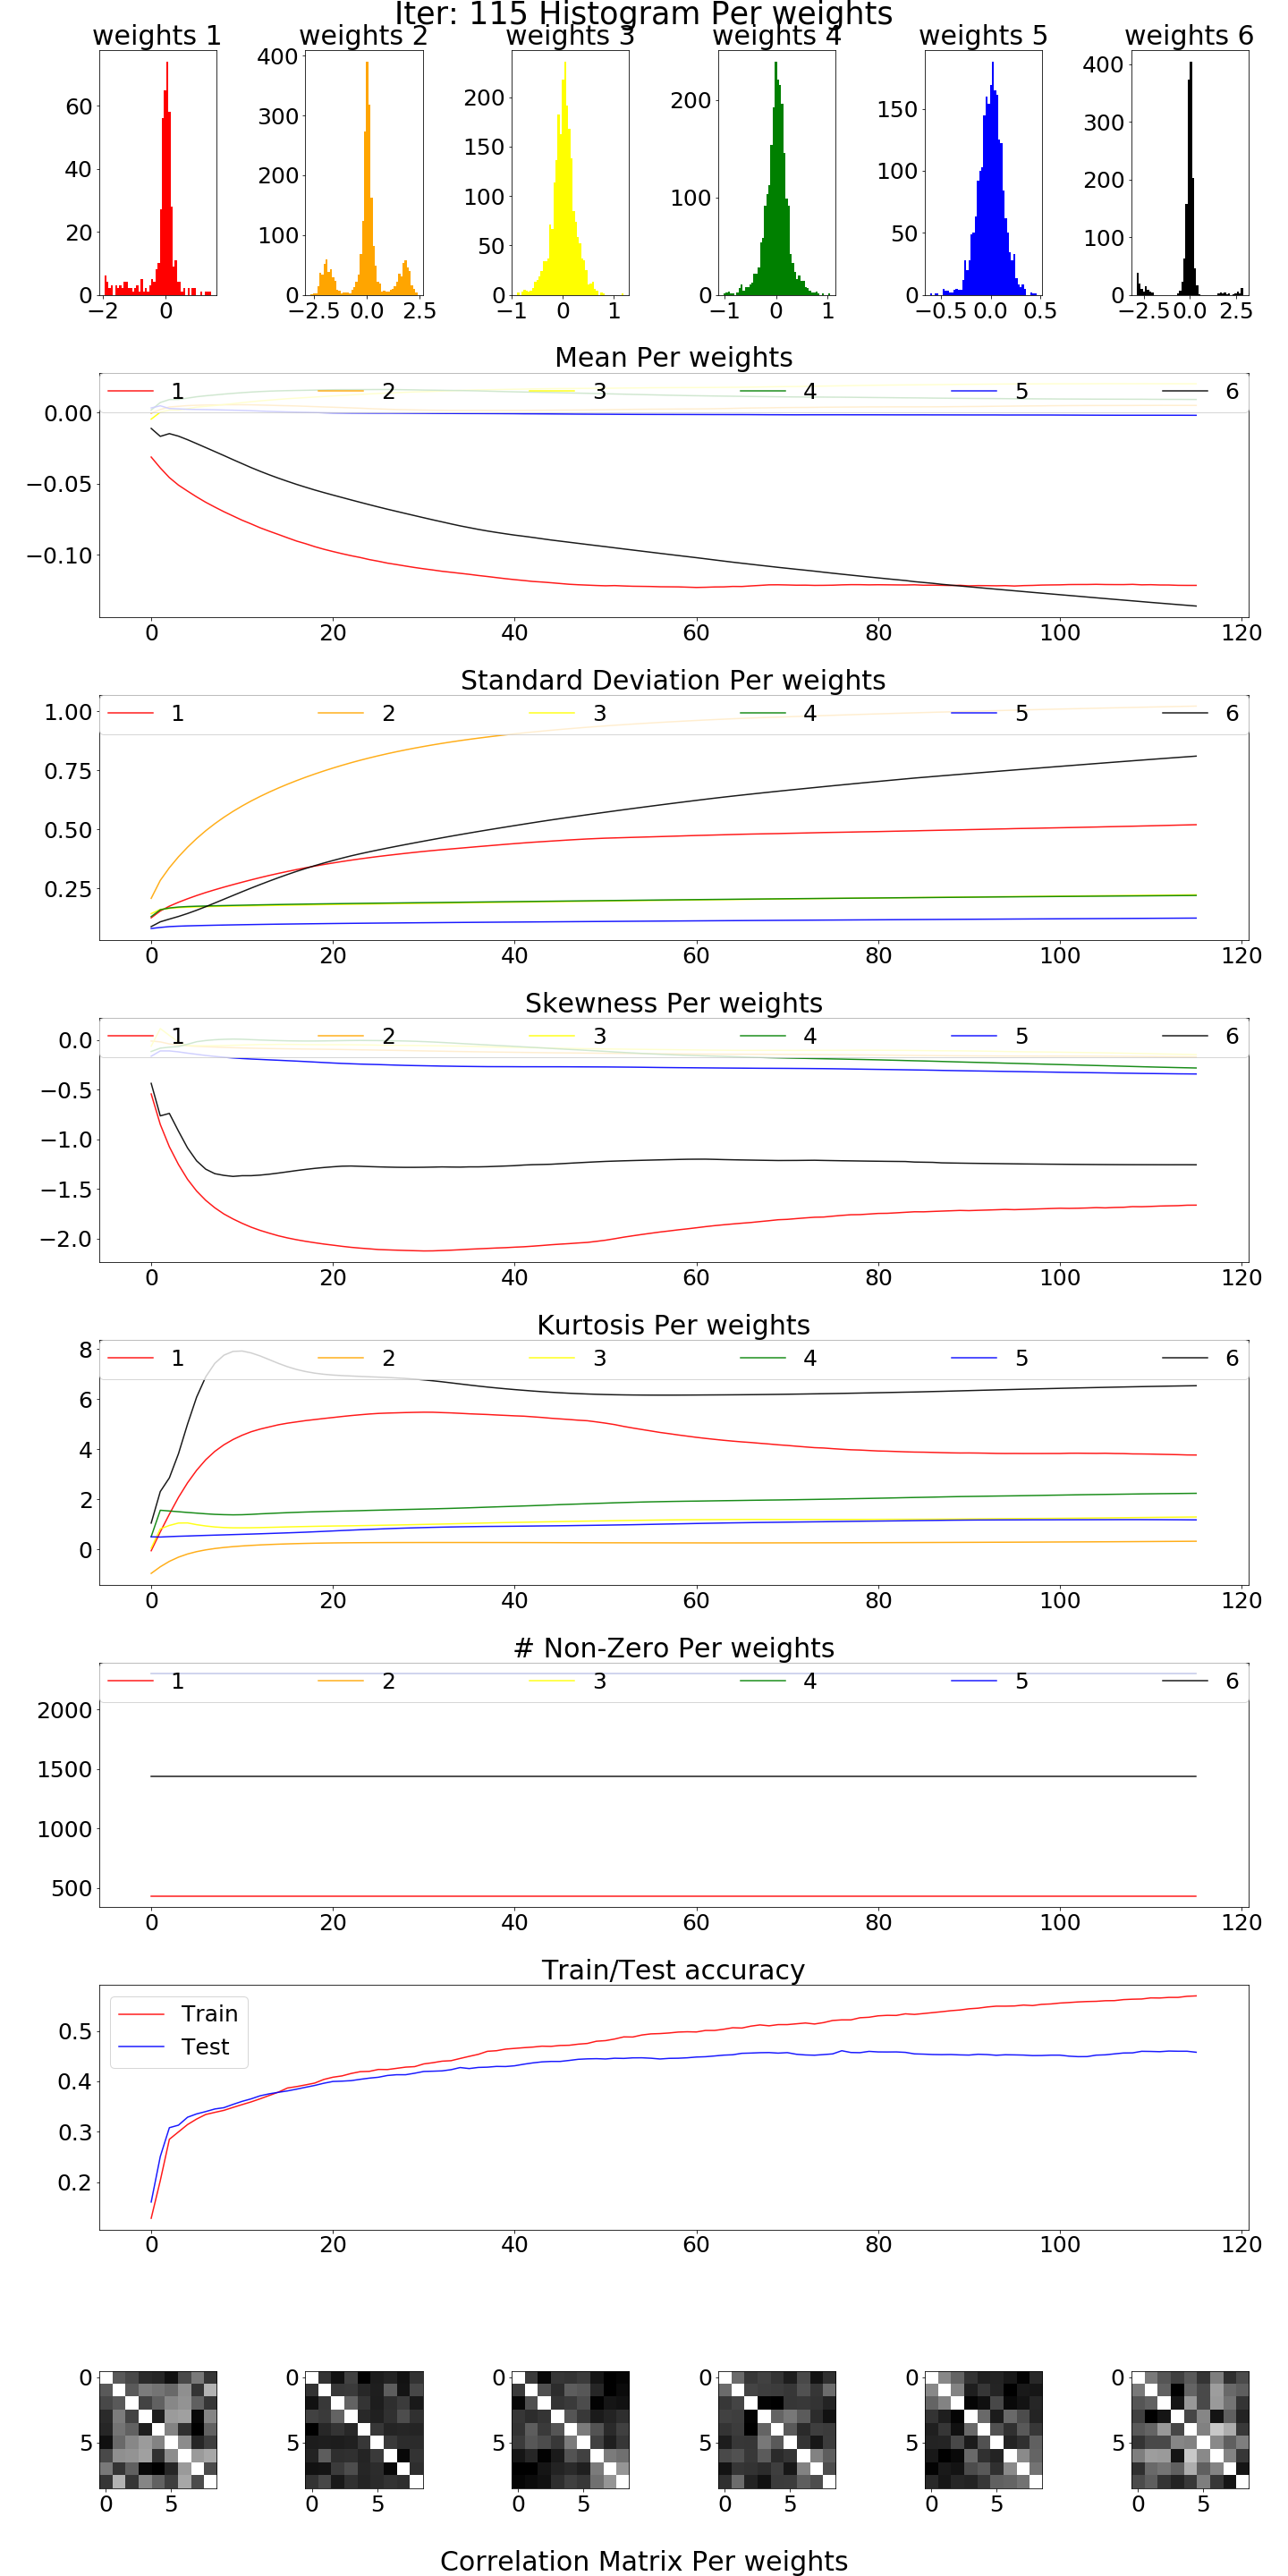 Iter: 115 Histogram Per weights
weights 1 weights 2 weights 3 weights 4 weights 5 weights 6
60
40
20
0
−2 0
400
300
200
100
0
−2.5 0.0 2.5
200
150
100
50
0
−1 0 1
200
100
0
−1 0 1
150
100
50
0
−0.5 0.0 0.5
400
300
200
100
0
−2.5 0.0 2.5
Mean Per weights
1 2 3 4 5 6
0.00
−0.05
−0.10
0 20 40 60 80 100 120
Standard Deviation Per weights
1 2 3 4 5 6
1.00
0.75
0.50
0.25
0 20 40 60 80 100 120
Skewness Per weights
1 2 3 4 5 6
0.0
−0.5
−1.0
−1.5
−2.0
0 20 40 60 80 100 120
Kurtosis Per weights
1 2 3 4 5 6
8
6
4
2
0
0 20 40 60 80 100 120
# Non-Zero Per weights
1 2 3 4 5 6
2000
1500
1000
500
0 20 40 60 80 100 120
Train/Test accuracy
Train
Test
0.5
0.4
0.3
0.2
0 20 40 60 80 100 120
0
5
0 5
0
5
0 5
0
5
0 5
0
5
0 5
0
5
0 5
0
5
0 5
Correlation Matrix Per weights